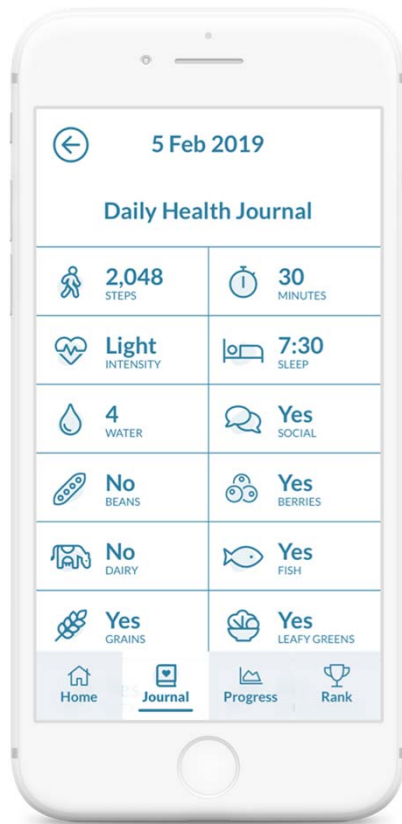 5 Feb 2019
Daily Health Journal
2,048
STEPS
30
MINUTES
Light
INTENSITY
7:30
SLEEP
4
WATER
Yes
SOCIAL
No
BEANS
Yes
BERRIES
No
DAIRY
Yes
FISH
Yes
GRAINS
Yes
LEAFY GREENS
Home
Journal
Progress
Rank